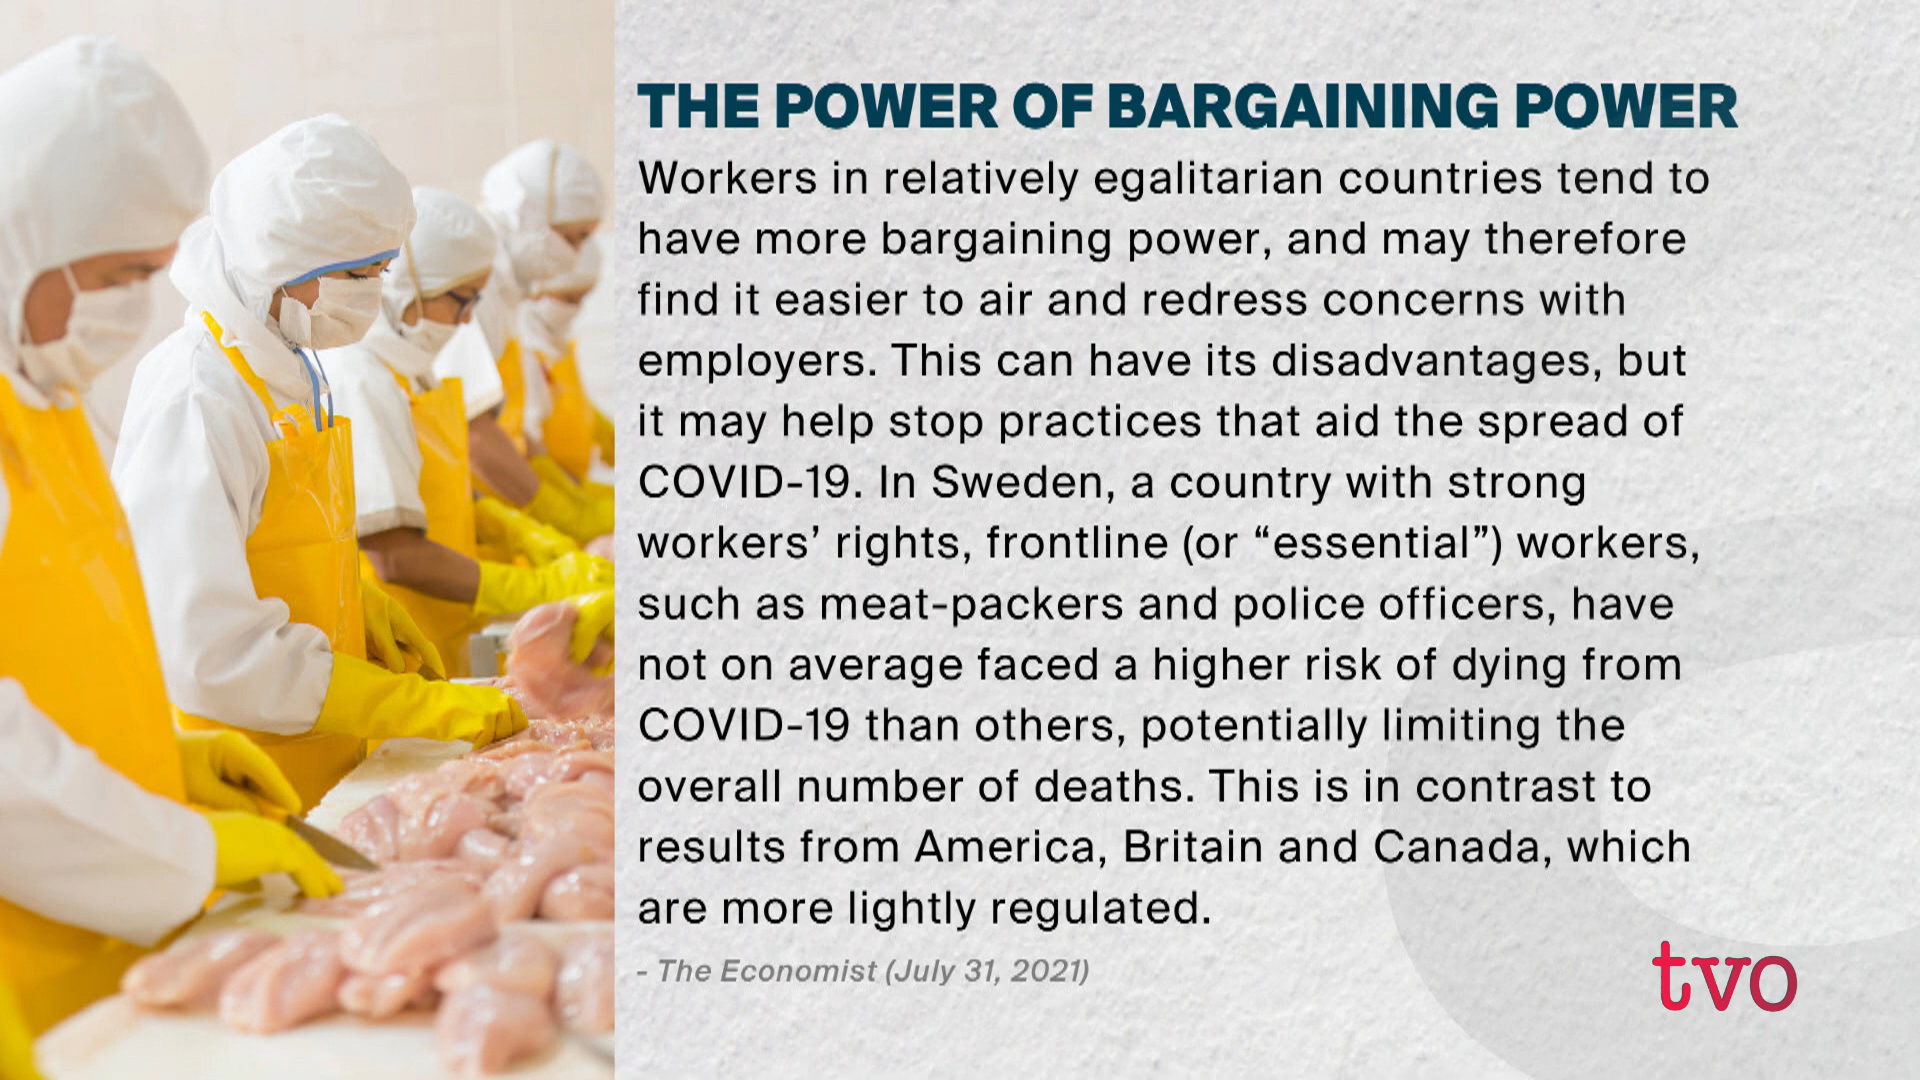 THE POWER OF BARGAINING POWER
Workers in relatively egalitarian countries tend to
have more bargaining power, and may therefore
find it easier to air and redress concerns with
employers. This can have its disadvantages, but
it may help stop practices that aid the spread of
COVID-19. In Sweden, a country with strong
workers’ rights, frontline (or “essential”) workers,
such as meat-packers and police officers, have
not on average faced a higher risk of dying from
COVID-19 than others, potentially limiting the
overall number of deaths. This is in contrast to
results from America, Britain and Canada, which
are more lightly regulated.
- The Economist (July 31, 2021)
tvo